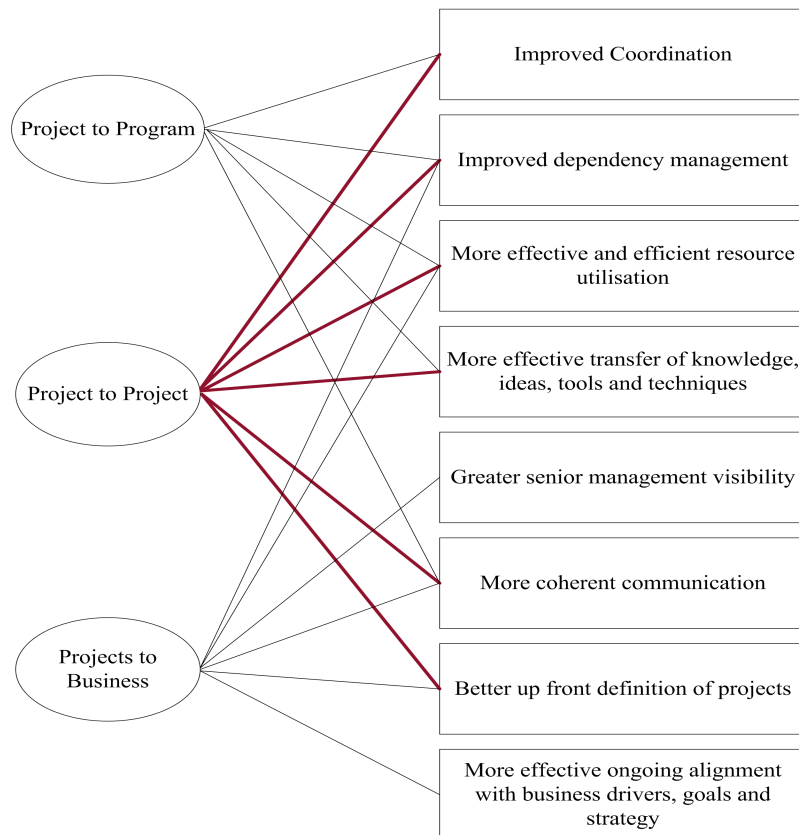 Project to Program
Project to Project
Projects to
Business
Improved Coordination
Improved dependency management
More effective and efficient resource
utilisation
More effective transfer of knowledge,
ideas, tools and techniques
Greater senior management visibility
More coherent communication
Better up front definition of projects
More effective ongoing alignment
with business drivers, goals and
strategy